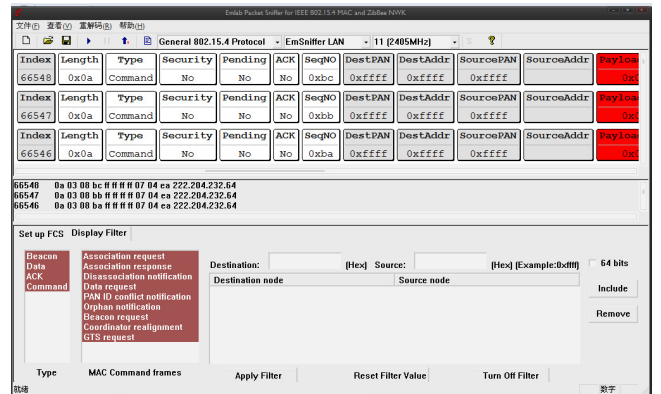 Emlab Packet Sniffer for IEEE 802.15.4 MAC and ZibBee NWK
文件(F) 查看(V) 重解码(R) 帮助(H)
General 802.15.4 Protocol EmSniffer LAN 11 (2405MHz)
Index Length Type Security Pending ACK SeqNO DestPAN DestAddr SourcePAN SourceAddr Payloa
66548 0x0a Command No No No 0xbc 0xffff 0xffff 0xffff 0x0
Index Length Type Security Pending ACK SeqNO DestPAN DestAddr SourcePAN SourceAddr Payloa
66547 0x0a Command No No No 0xbb 0xffff 0xffff 0xffff 0x0
Index Length Type Security Pending ACK SeqNO DestPAN DestAddr SourcePAN SourceAddr Payloa
66546 0x0a Command No No No 0xba 0xffff 0xffff 0xffff 0x0
66548 0a 03 08 bc ff ff ff ff 07 04 ea 222.204.232.64
66547 0a 03 08 bb ff ff ff ff 07 04 ea 222.204.232.64
66546 0a 03 08 ba ff ff ff ff 07 04 ea 222.204.232.64
Set up FCS Display Filter
Beacon
Data
ACK
Command
Association request
Association response
Disassociation notification
Data request
PAN ID conflict notification
Orphan notification
Beacon request
Coordinator realignment
GTS request
Destination: (Hex) Source: (Hex) (Example:0xffff) 64 bits
Destination node Source node
Include
Remove
Type MAC Command frames Apply Filter Reset Filter Value Turn Off Filter
就绪 数字